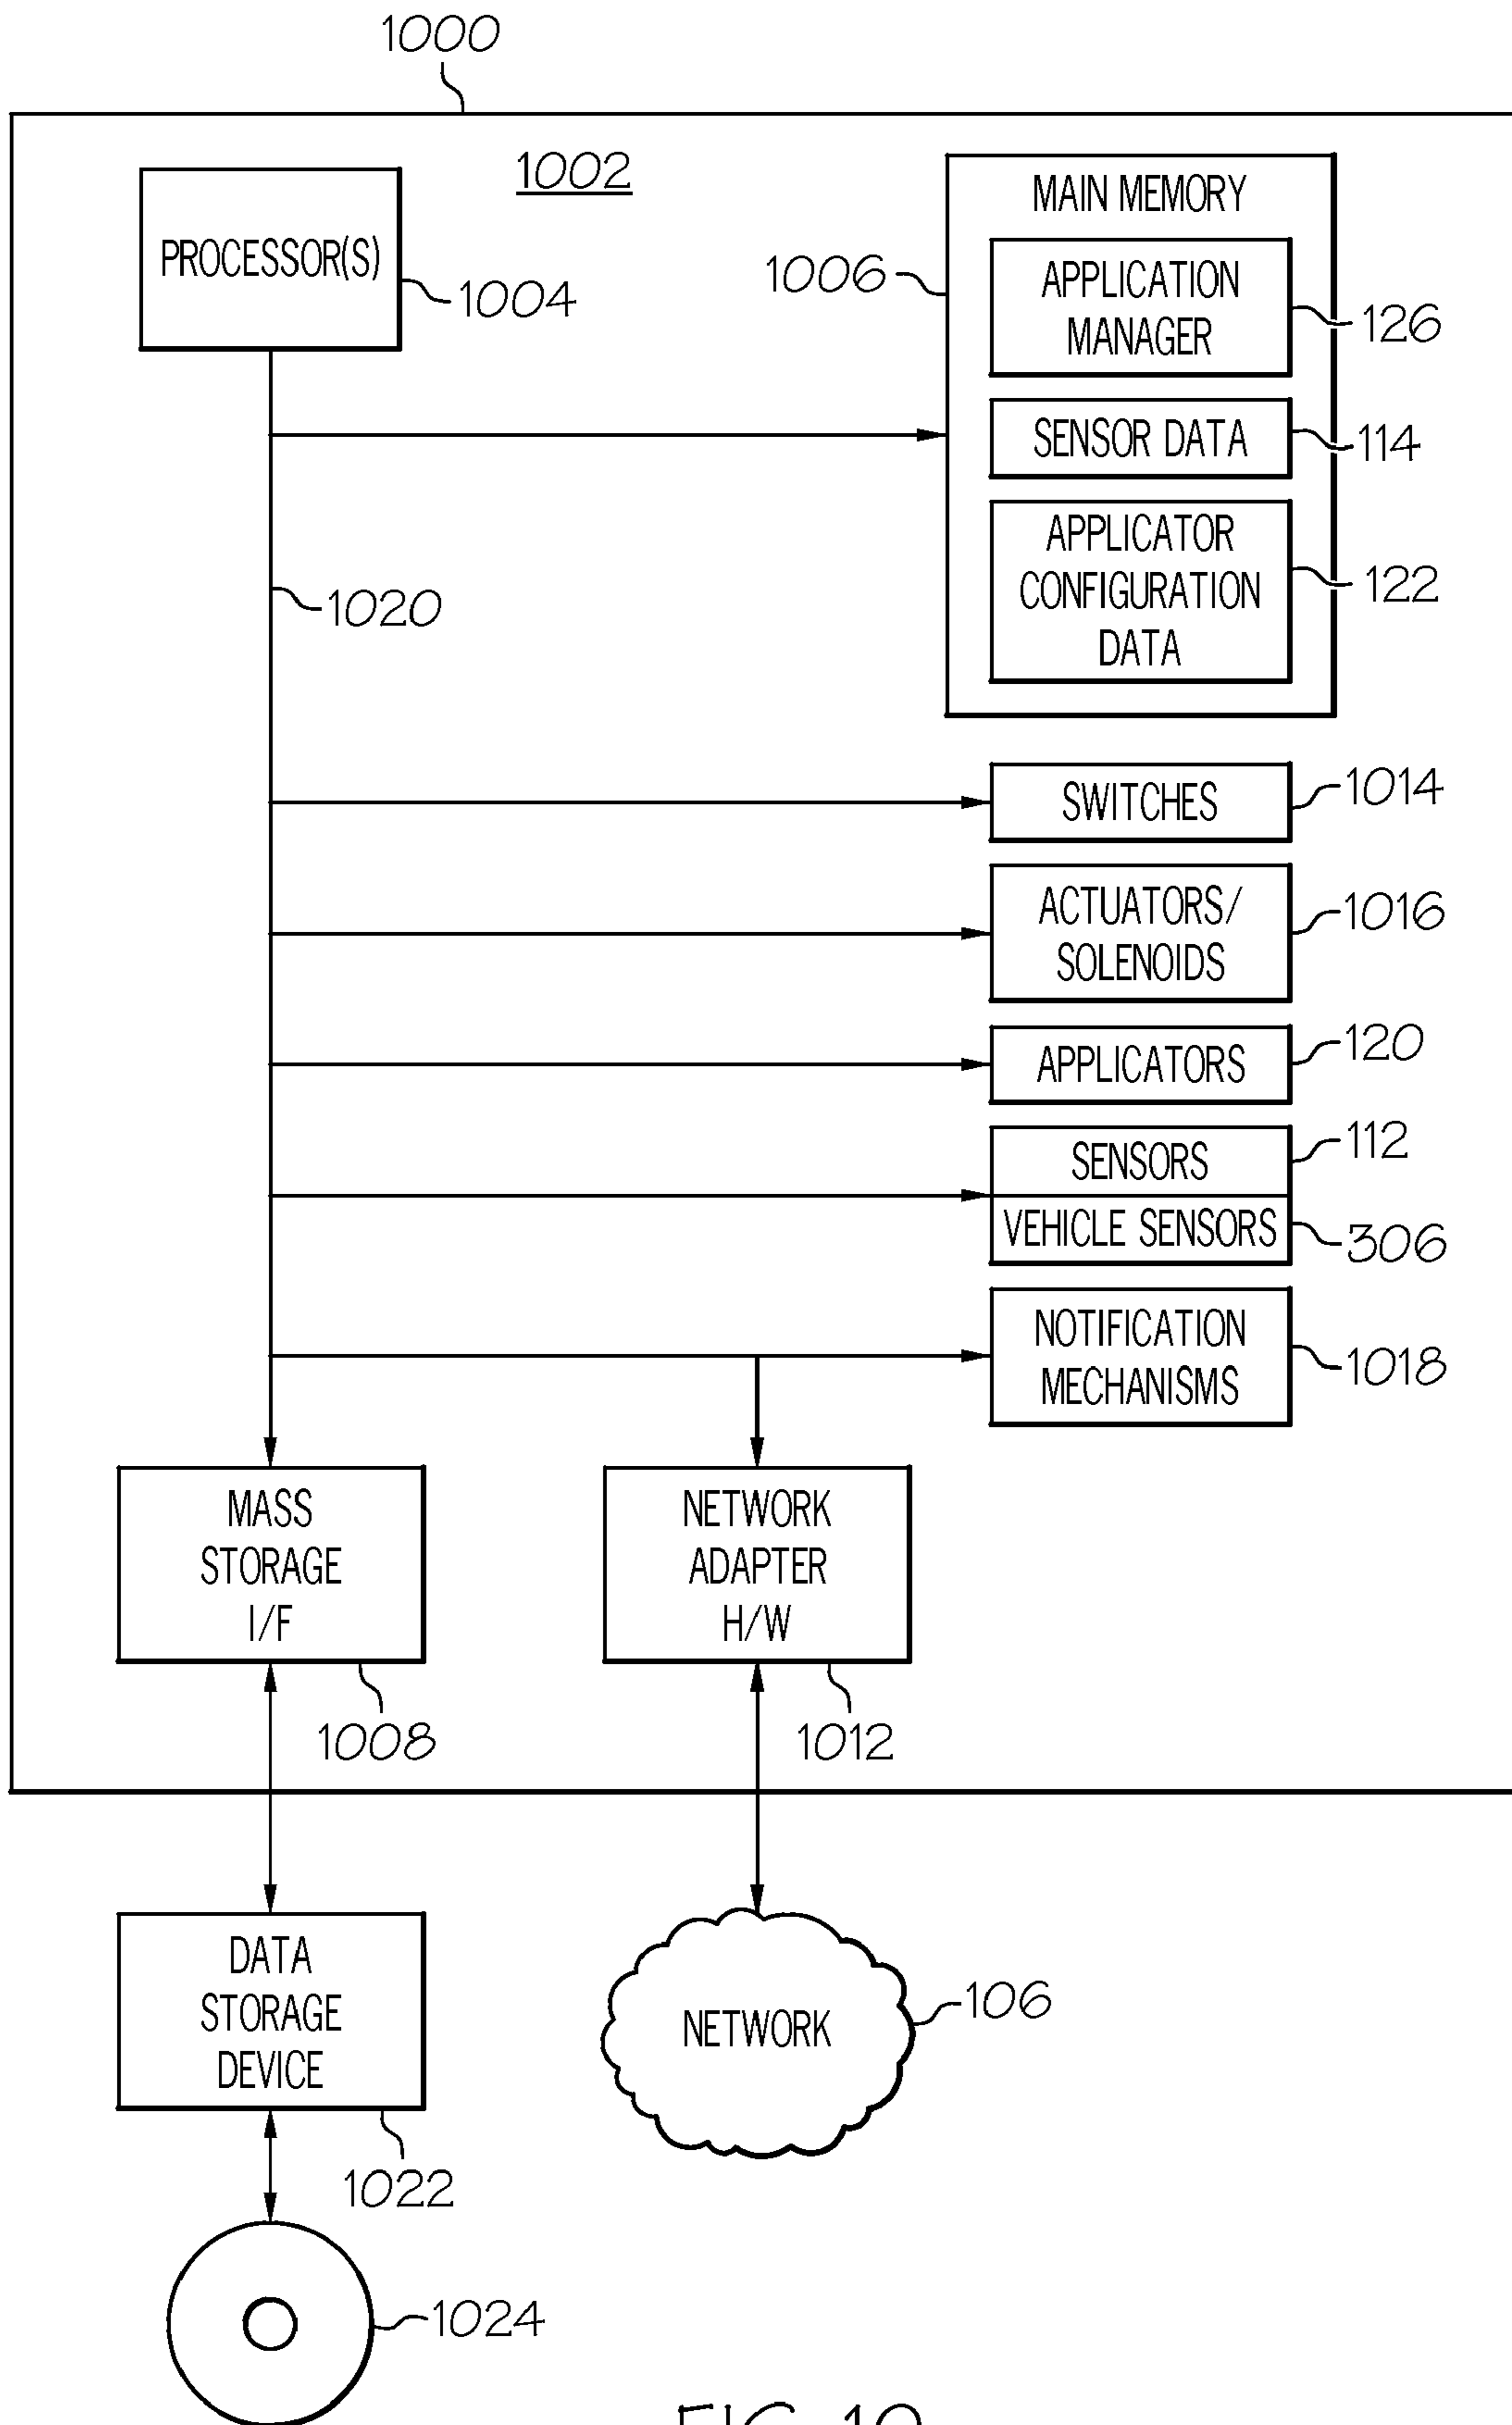 1000
1002
PROCESSOR(S)
1004
MAIN MEMORY
1006
APPLICATION
MANAGER
126
SENSOR DATA
114
APPLICATOR
CONFIGURATION
DATA
122
1020
SWITCHES
1014
ACTUATORS/
SOLENOIDS
1016
APPLICATORS
120
SENSORS
112
VEHICLE SENSORS
306
NOTIFICATION
MECHANISMS
1018
MASS
STORAGE
I/F
1008
NETWORK
ADAPTER
H/W
1012
DATA
STORAGE
DEVICE
1022
NETWORK
106
1024
FIG. 10